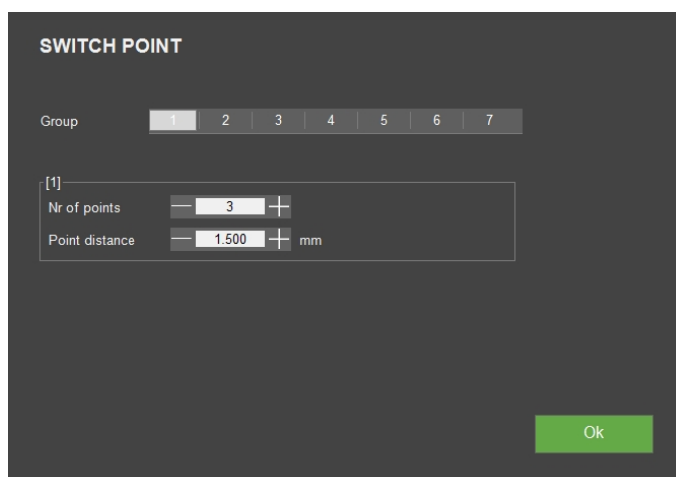 SWITCH POINT
Group 1 2 3 4 5 6 7
[1]
Nr of points 3
Point distance 1.500 mm
Ok